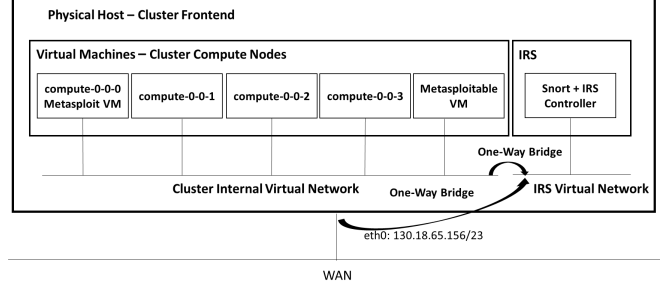 Physical Host – Cluster Frontend
Virtual Machines – Cluster Compute Nodes
IRS
compute-0-0-0
Metasploit VM
compute-0-0-1
compute-0-0-2
compute-0-0-3
Metasploitable
VM
Snort + IRS
Controller
One-Way Bridge
Cluster Internal Virtual Network
One-Way Bridge
IRS Virtual Network
eth0: 130.18.65.156/23
WAN